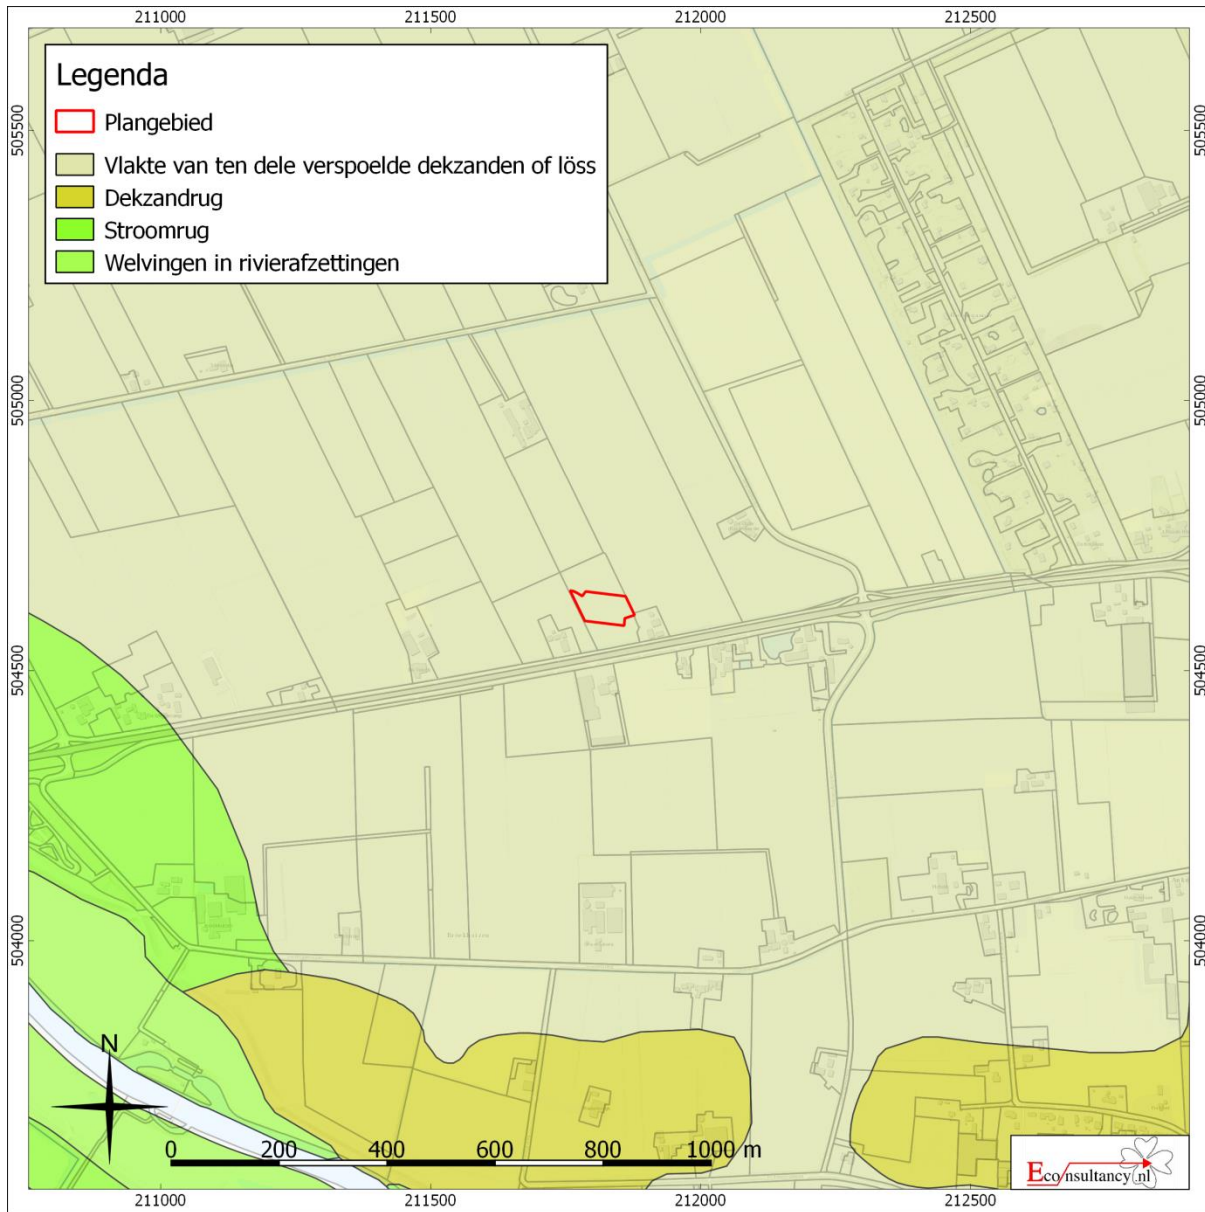 211000 211500 212000 212500
Legenda
Plangebied
Vlakte van ten dele verspoelde dekzanden of löss
Dekzandrug
Stroomrug
Welvingen in rivierafzettingen
505500 505500
505000 505000
504500 504500
504000 504000
N
0 200 400 600 800 1000 m
Econsultancy.nl
211000 211500 212000 212500